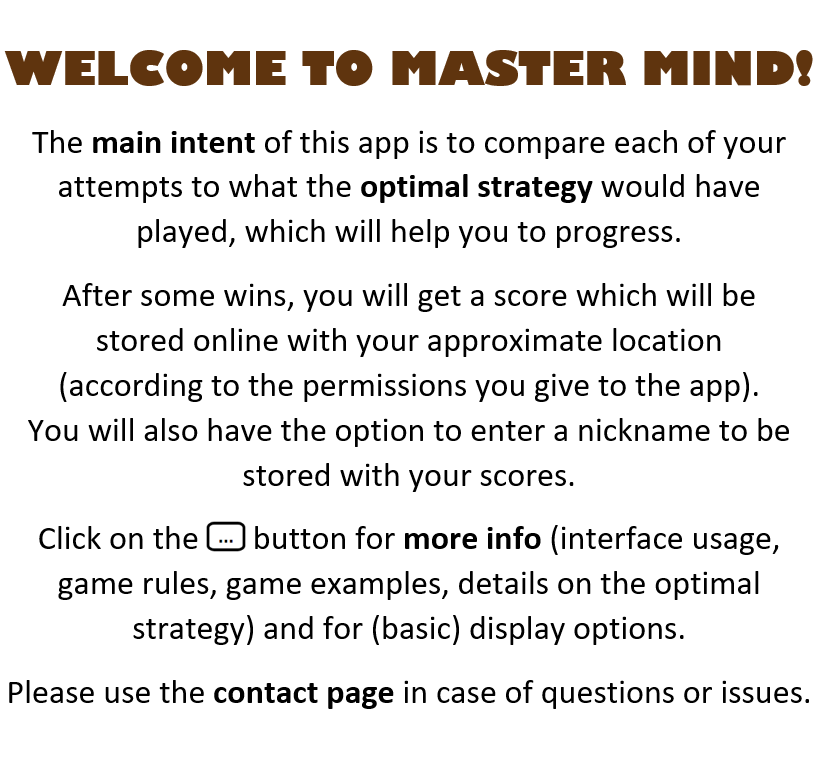 WELCOME TO MASTER MIND!
The main intent of this app is to compare each of your
attempts to what the optimal strategy would have
played, which will help you to progress.
After some wins, you will get a score which will be
stored online with your approximate location
(according to the permissions you give to the app).
You will also have the option to enter a nickname to be
stored with your scores.
Click on the ... button for more info (interface usage,
game rules, game examples, details on the optimal
strategy) and for (basic) display options.
Please use the contact page in case of questions or issues.